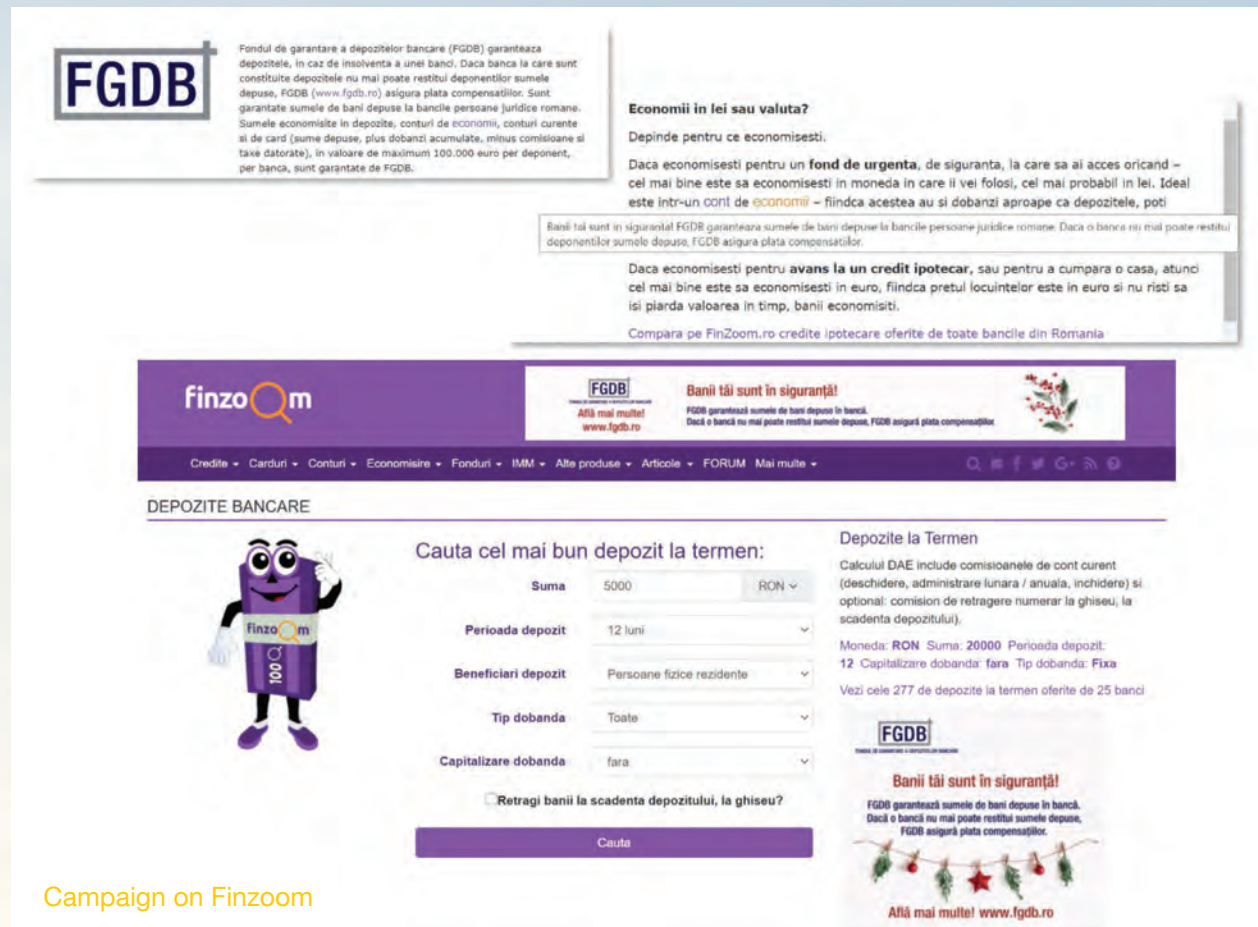 FGDB
Fondul de garantare a depozitelor bancare (FGDB) garanteaza
depozitele, in caz de insolventa a unei banci. Daca banca la care sunt
constituite depozitele nu mai poate restitui deponentilor sumele
depuse, FGDB (www.fgdb.ro) asigura plata compensatiilor. Sunt
garantate sumele de bani depuse la bancile persoane juridice romane.
Sumele economisite in depozite, conturi de economii, conturi curente
si de card (sume depuse, plus dobanzi acumulate, minus comisioane si
taxe datorate), in valoare de maximum 100.000 euro per deponent,
per banca, sunt garantate de FGDB.
Economii in lei sau valuta?
Depinde pentru ce economisesti.
Daca economisesti pentru un fond de urgenta, de siguranta, la care sa ai acces oricand –
cel mai bine este sa economisesti in moneda in care ii vei folosi, cel mai probabil in lei. Ideal
este intr-un cont de economii – fiindca acestea au si dobanzi aproape ca depozitele, poti
Banii tai sunt in siguranta! FGDB garanteaza sumele de bani depuse la bancile persoane juridice romane. Daca o banca nu mai poate restitui
deponentilor sumele depuse, FGDB asigura plata compensatiilor.
Daca economisesti pentru avans la un credit ipotecar, sau pentru a cumpara o casa, atunci
cel mai bine este sa economisesti in euro, fiindca pretul locuintelor este in euro si nu risti sa
isi piarda valoarea in timp, banii economisiti.
Compara pe FinZoom.ro credite ipotecare oferite de toate bancile din Romania
finzoom
FGDB
FONDUL DE GARANTARE A DEPOZITELOR BANCARE
Află mai multe!
www.fgdb.ro
Banii tăi sunt în siguranță!
FGDB garantează sumele de bani depuse în bancă.
Dacă o bancă nu mai poate restitui sumele depuse, FGDB asigură plata compensațiilor.
Credite Carduri Conturi Economisire Fonduri IMM Alte produse Articole FORUM Mai multe
DEPOZITE BANCARE
finzoom
100
Cauta cel mai bun depozit la termen:
Suma 5000 RON
Perioada depozit 12 luni
Beneficiari depozit Persoane fizice rezidente
Tip dobanda Toate
Capitalizare dobanda fara
Retragi banii la scadenta depozitului, la ghiseu?
Cauta
Depozite la Termen
Calculul DAE include comisioanele de cont curent
(deschidere, administrare lunara / anuala, inchidere) si
optional: comision de retragere numerar la ghiseu, la
scadenta depozitului).
Moneda: RON Suma: 20000 Perioada depozit:
12 Capitalizare dobanda: fara Tip dobanda: Fixa
Vezi cele 277 de depozite la termen oferite de 25 banci
FGDB
FONDUL DE GARANTARE A DEPOZITELOR BANCARE
Banii tăi sunt în siguranță!
FGDB garantează sumele de bani depuse în bancă.
Dacă o bancă nu mai poate restitui sumele depuse,
FGDB asigură plata compensațiilor.
Află mai multe! www.fgdb.ro
Campaign on Finzoom